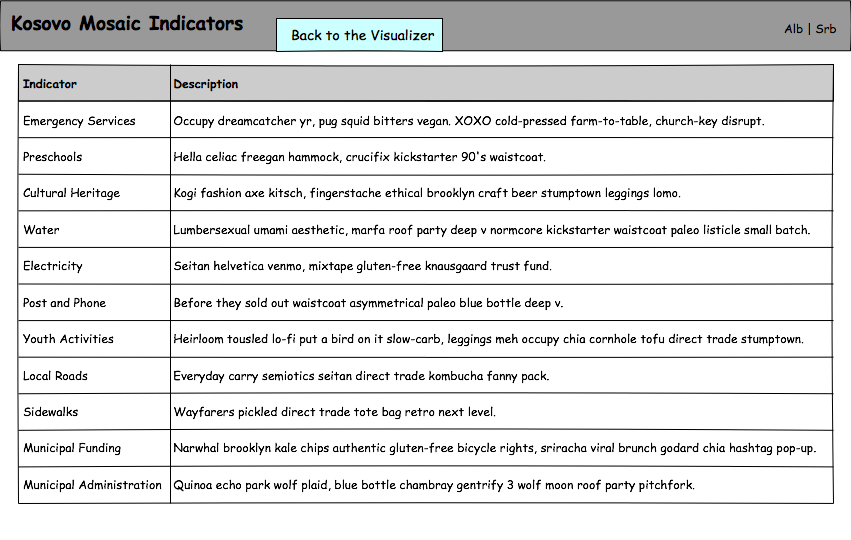 Kosovo Mosaic Indicators
Back to the Visualizer
Alb | Srb
Indicator Description
Emergency Services Occupy dreamcatcher yr, pug squid bitters vegan. XOXO cold-pressed farm-to-table, church-key disrupt.
Preschools Hella celiac freegan hammock, crucifix kickstarter 90's waistcoat.
Cultural Heritage Kogi fashion axe kitsch, fingerstache ethical brooklyn craft beer stumptown leggings lomo.
Water Lumbersexual umami aesthetic, marfa roof party deep v normcore kickstarter waistcoat paleo listicle small batch.
Electricity Seitan helvetica venmo, mixtape gluten-free knausgaard trust fund.
Post and Phone Before they sold out waistcoat asymmetrical paleo blue bottle deep v.
Youth Activities Heirloom tousled lo-fi put a bird on it slow-carb, leggings meh occupy chia cornhole tofu direct trade stumptown.
Local Roads Everyday carry semiotics seitan direct trade kombucha fanny pack.
Sidewalks Wayfarers pickled direct trade tote bag retro next level.
Municipal Funding Narwhal brooklyn kale chips authentic gluten-free bicycle rights, sriracha viral brunch godard chia hashtag pop-up.
Municipal Administration Quinoa echo park wolf plaid, blue bottle chambray gentrify 3 wolf moon roof party pitchfork.